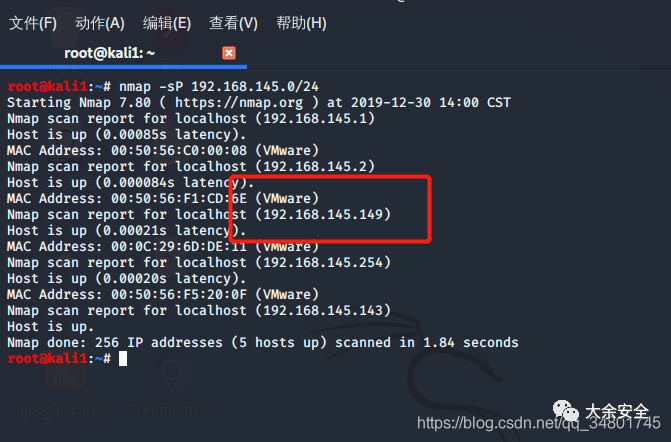 文件(F) 动作(A) 编辑(E) 查看(V) 帮助(H)
root@kali1: ~
root@kali1:~# nmap -sP 192.168.145.0/24
Starting Nmap 7.80 ( https://nmap.org ) at 2019-12-30 14:00 CST
Nmap scan report for localhost (192.168.145.1)
Host is up (0.00085s latency).
MAC Address: 00:50:56:C0:00:08 (VMware)
Nmap scan report for localhost (192.168.145.2)
Host is up (0.000084s latency).
MAC Address: 00:50:56:F1:CD:6E (VMware)
Nmap scan report for localhost (192.168.145.149)
Host is up (0.00021s latency).
MAC Address: 00:0C:29:6D:DE:11 (VMware)
Nmap scan report for localhost (192.168.145.254)
Host is up (0.00020s latency).
MAC Address: 00:50:56:F5:20:0F (VMware)
Nmap scan report for localhost (192.168.145.143)
Host is up.
Nmap done: 256 IP addresses (5 hosts up) scanned in 1.84 seconds
root@kali1:~#
Chromium
大余安全
https://blog.csdn.net/qq_34801745